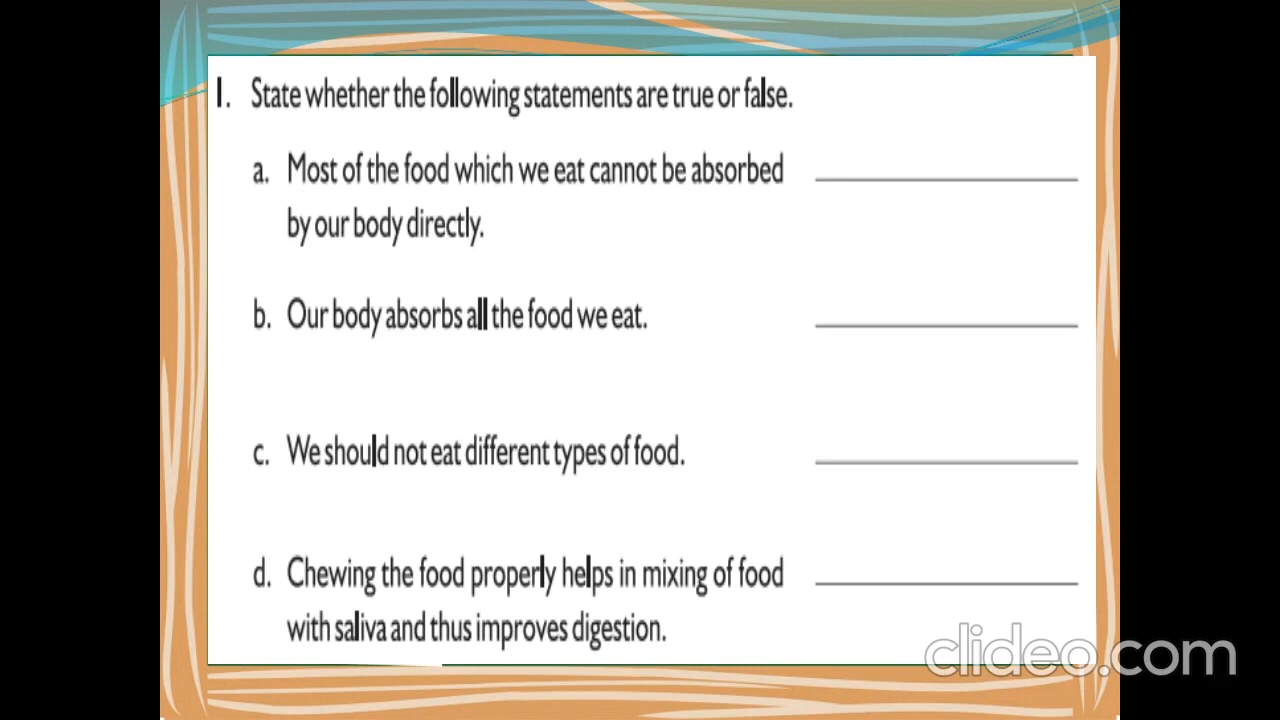 1. State whether the following statements are true or false.
a. Most of the food which we eat cannot be absorbed
by our body directly.
b. Our body absorbs all the food we eat.
c. We should not eat different types of food.
d. Chewing the food properly helps in mixing of food
with saliva and thus improves digestion.
clideo.com